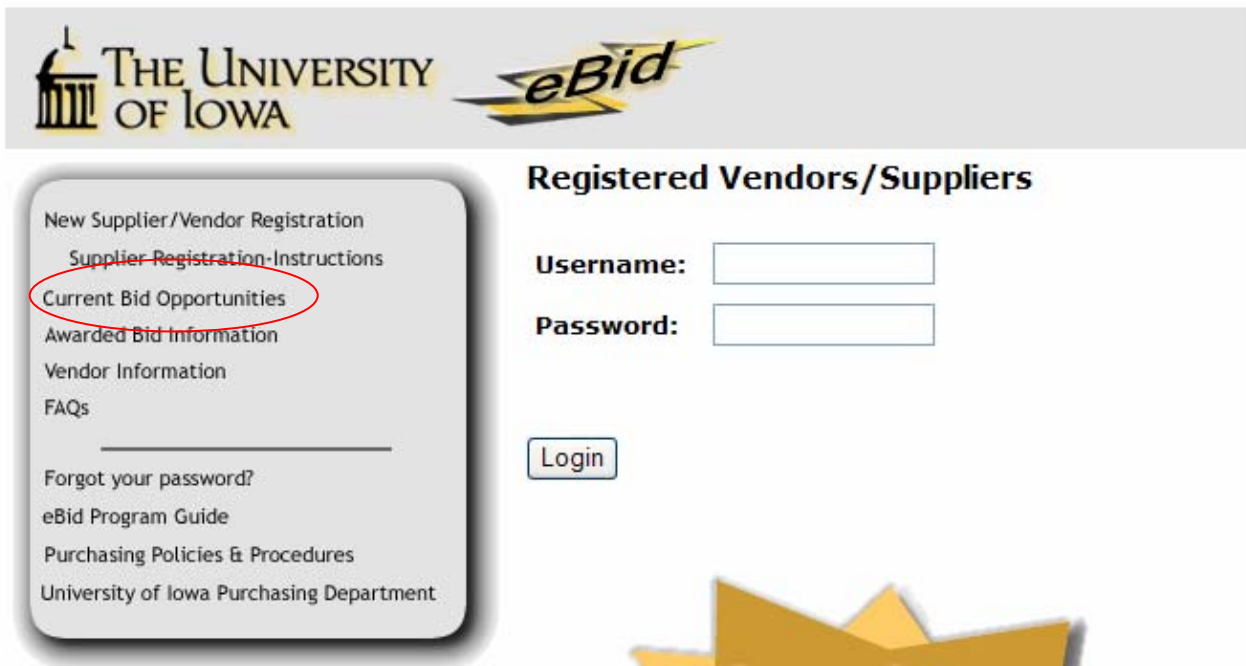 THE UNIVERSITY
OF IOWA
eBid
New Supplier/Vendor Registration
Supplier Registration-Instructions
Current Bid Opportunities
Awarded Bid Information
Vendor Information
FAQs
Forgot your password?
eBid Program Guide
Purchasing Policies & Procedures
University of Iowa Purchasing Department
Registered Vendors/Suppliers
Username:
Password:
Login